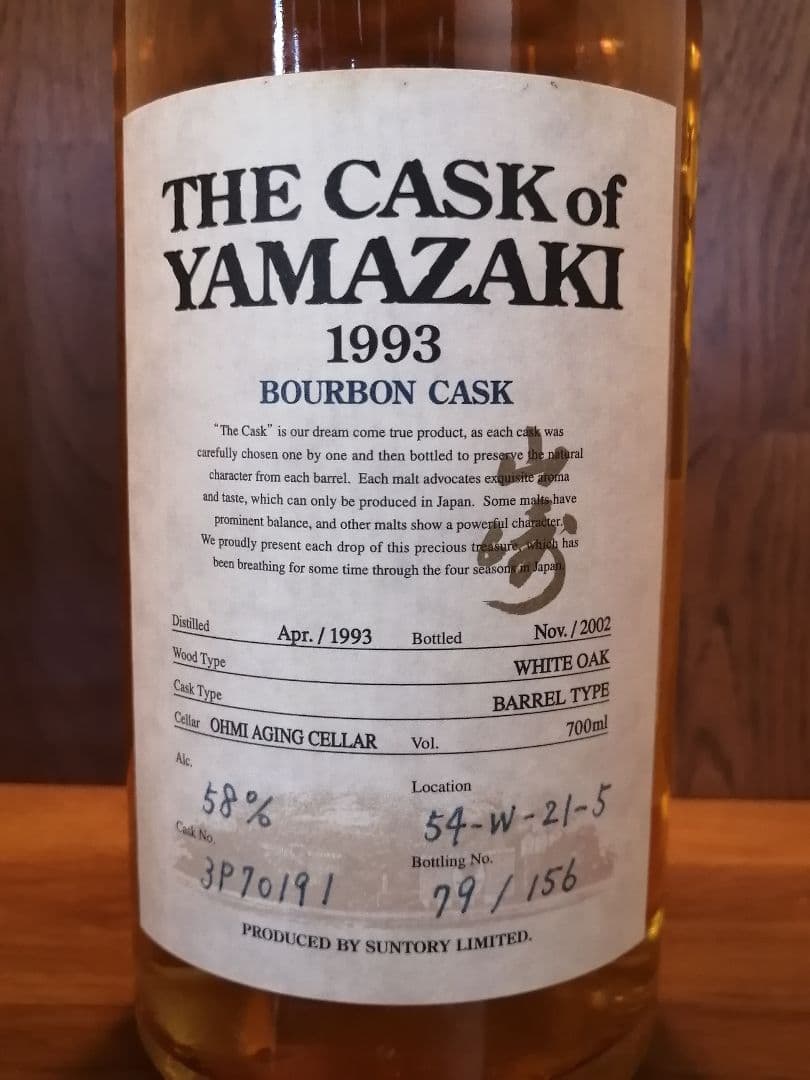 THE CASK of
YAMAZAKI
1993
BOURBON CASK
"The Cask" is our dream come true product, as each cask was
carefully chosen one by one and then bottled to preserve the natural
character from each barrel. Each malt advocates exquisite aroma
and taste, which can only be produced in Japan. Some malts have
prominent balance, and other malts show a powerful character.
We proudly present each drop of this precious treasure, which has
been breathing for some time through the four seasons in Japan.
山崎
Distilled Apr. / 1993 Bottled Nov. / 2002
Wood Type WHITE OAK
Cask Type BARREL TYPE
Cellar OHMI AGING CELLAR Vol. 700ml
Alc. 58% Location 54-W-21-5
Cask No. 3P70191 Bottling No. 79 / 156
PRODUCED BY SUNTORY LIMITED.